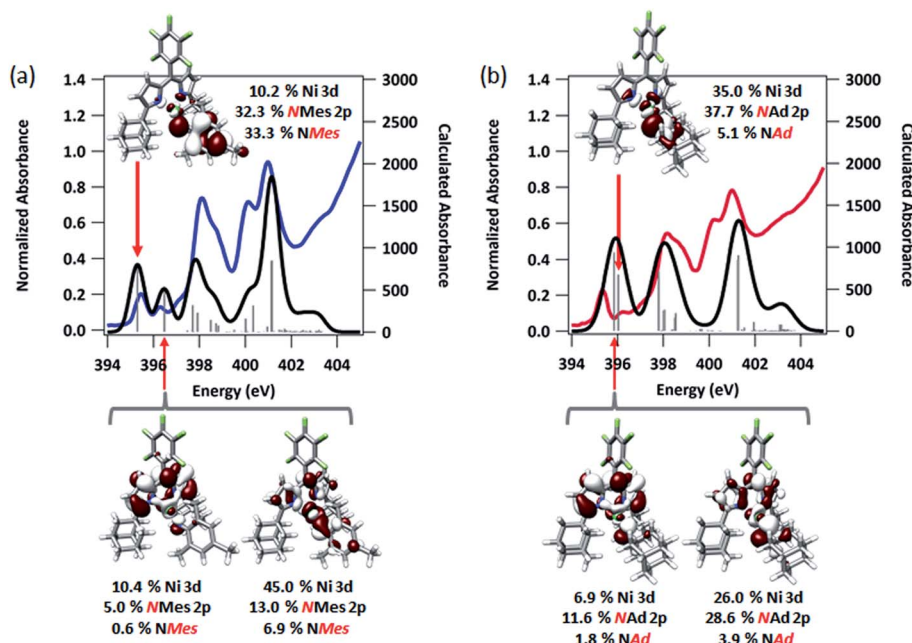 (a)
10.2 % Ni 3d
32.3 % NMes 2p
33.3 % NMes
Normalized Absorbance
1.4
1.2
1.0
0.8
0.6
0.4
0.2
0.0
3000
2500
2000
1500
1000
500
0
Calculated Absorbance
394 396 398 400 402 404
Energy (eV)
10.4 % Ni 3d
5.0 % NMes 2p
0.6 % NMes
45.0 % Ni 3d
13.0 % NMes 2p
6.9 % NMes
(b)
35.0 % Ni 3d
37.7 % NAd 2p
5.1 % NAd
Normalized Absorbance
1.4
1.2
1.0
0.8
0.6
0.4
0.2
0.0
3000
2500
2000
1500
1000
500
0
Calculated Absorbance
394 396 398 400 402 404
Energy (eV)
6.9 % Ni 3d
11.6 % NAd 2p
1.8 % NAd
26.0 % Ni 3d
28.6 % NAd 2p
3.9 % NAd